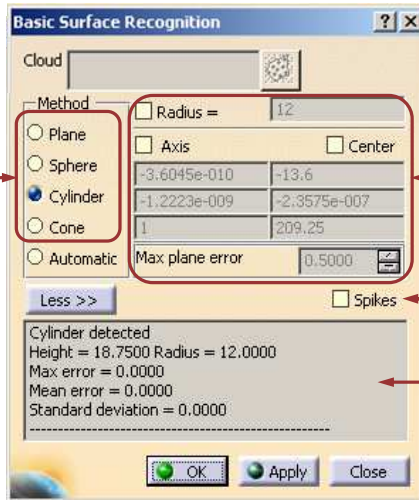 Basic Surface Recognition
? X
Cloud
Method
Plane
Sphere
Cylinder
Cone
Automatic
Radius = 12
Axis Center
-3.6045e-010 -13.6
-1.2223e-009 -2.3575e-007
1 209.25
Max plane error 0.5000
Less >> Spikes
Cylinder detected
Height = 18.7500 Radius = 12.0000
Max error = 0.0000
Mean error = 0.0000
Standard deviation = 0.0000
--------------------------------------------------
OK Apply Close